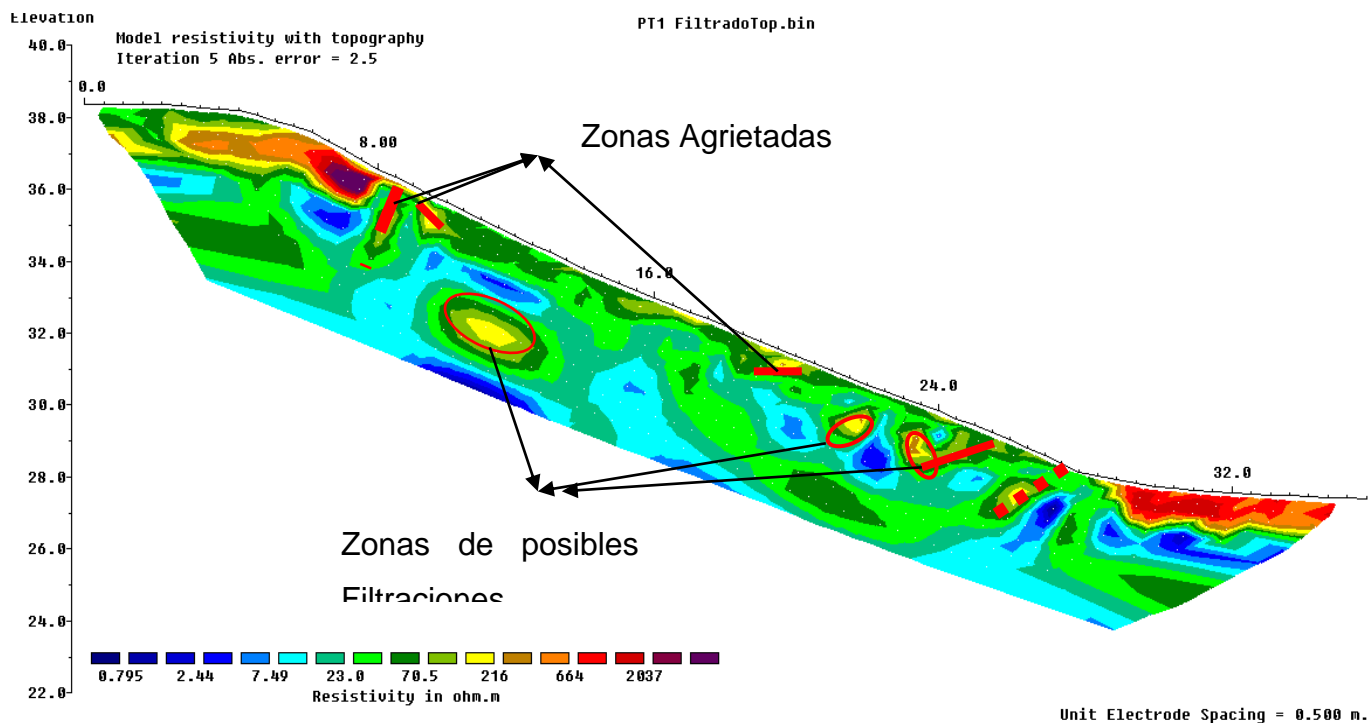 Elevation
PT1 FiltradoTop.bin
40.0
Model resistivity with topography
Iteration 5 Abs. error = 2.5
0.0
38.0
8.00
Zonas Agrietadas
36.0
34.0
16.0
32.0
30.0
24.0
28.0
32.0
Zonas de posibles
Filtraciones
26.0
24.0
0.795 2.44 7.49 23.0 70.5 216 664 2037
Resistivity in ohm.m
22.0
Unit Electrode Spacing = 0.500 m.